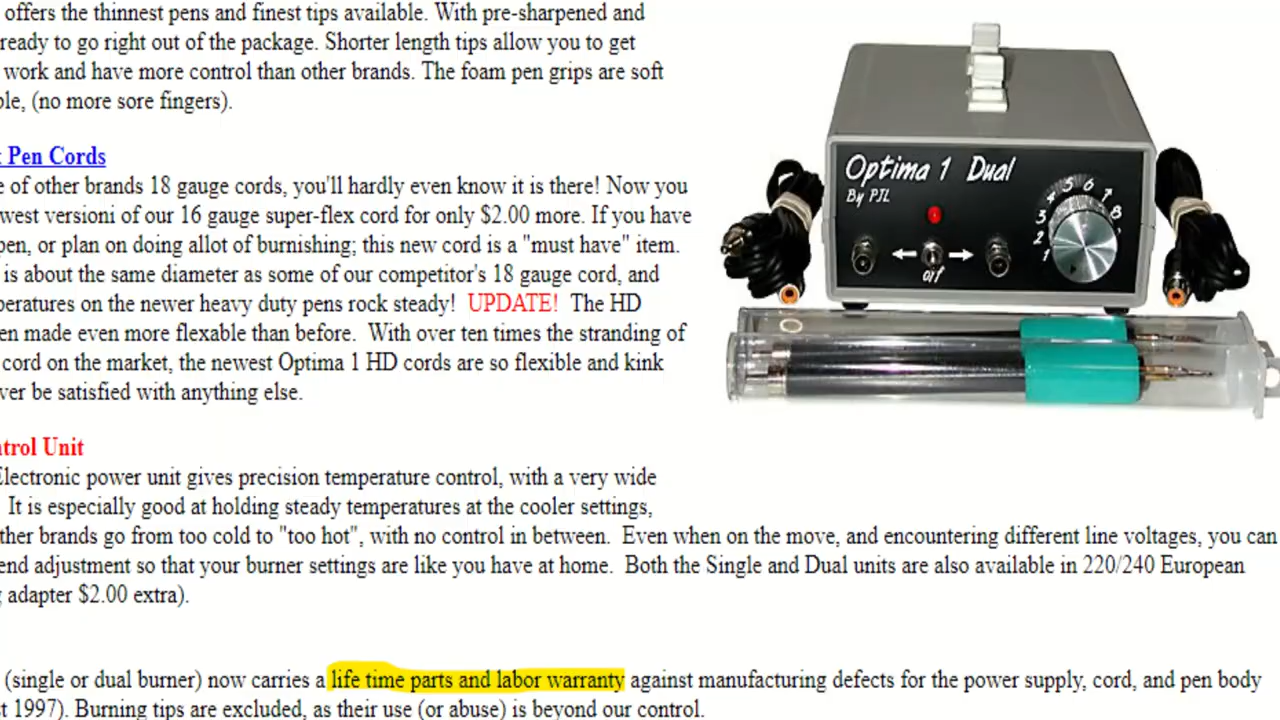 offers the thinnest pens and finest tips available. With pre-sharpened and
ready to go right out of the package. Shorter length tips allow you to get
work and have more control than other brands. The foam pen grips are soft
ble, (no more sore fingers).
t Pen Cords
e of other brands 18 gauge cords, you'll hardly even know it is there! Now you
west versioni of our 16 gauge super-flex cord for only $2.00 more. If you have
pen, or plan on doing allot of burnishing; this new cord is a "must have" item.
is about the same diameter as some of our competitor's 18 gauge cord, and
peratures on the newer heavy duty pens rock steady! UPDATE! The HD
en made even more flexable than before. With over ten times the stranding of
cord on the market, the newest Optima 1 HD cords are so flexible and kink
ver be satisfied with anything else.
ntrol Unit
Electronic power unit gives precision temperature control, with a very wide
It is especially good at holding steady temperatures at the cooler settings,
ther brands go from too cold to "too hot", with no control in between. Even when on the move, and encountering different line voltages, you can
end adjustment so that your burner settings are like you have at home. Both the Single and Dual units are also available in 220/240 European
g adapter $2.00 extra).
(single or dual burner) now carries a life time parts and labor warranty against manufacturing defects for the power supply, cord, and pen body
t 1997). Burning tips are excluded, as their use (or abuse) is beyond our control.
Optima 1 Dual
By PJL
1 2 3 4 5 6 7 8
off